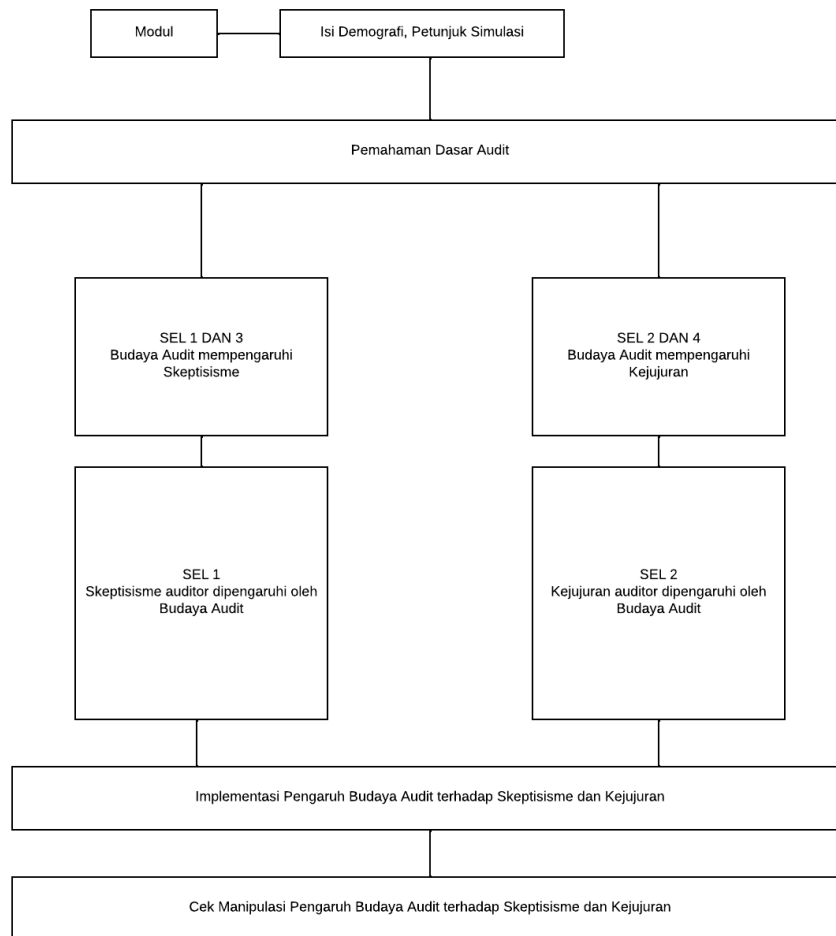 Modul
Isi Demografi, Petunjuk Simulasi
Pemahaman Dasar Audit
SEL 1 DAN 3
Budaya Audit mempengaruhi
Skeptisisme
SEL 2 DAN 4
Budaya Audit mempengaruhi
Kejujuran
SEL 1
Skeptisisme auditor dipengaruhi oleh
Budaya Audit
SEL 2
Kejujuran auditor dipengaruhi oleh
Budaya Audit
Implementasi Pengaruh Budaya Audit terhadap Skeptisisme dan Kejujuran
Cek Manipulasi Pengaruh Budaya Audit terhadap Skeptisisme dan Kejujuran